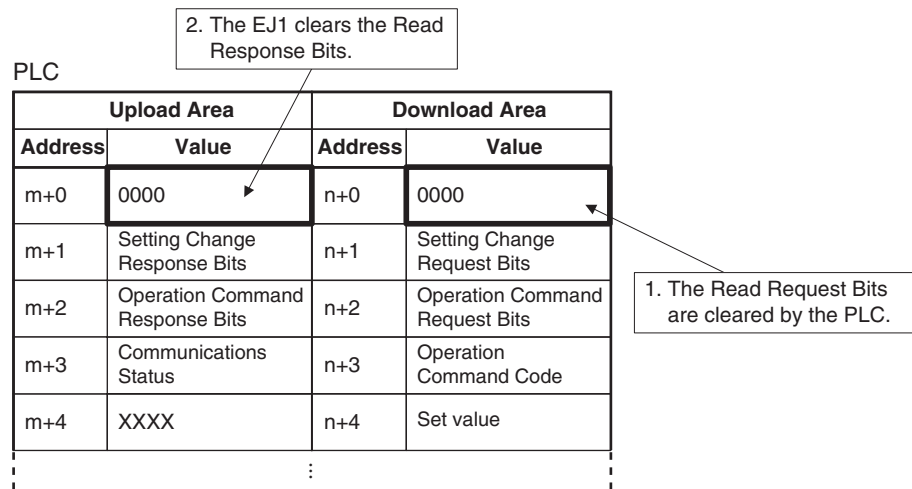 2. The EJ1 clears the Read
Response Bits.
PLC
Upload Area Download Area
Address Value Address Value
m+0 0000 n+0 0000
m+1 Setting Change Response Bits n+1 Setting Change Request Bits
m+2 Operation Command Response Bits n+2 Operation Command Request Bits
m+3 Communications Status n+3 Operation Command Code
m+4 XXXX n+4 Set value
⋮
1. The Read Request Bits
are cleared by the PLC.